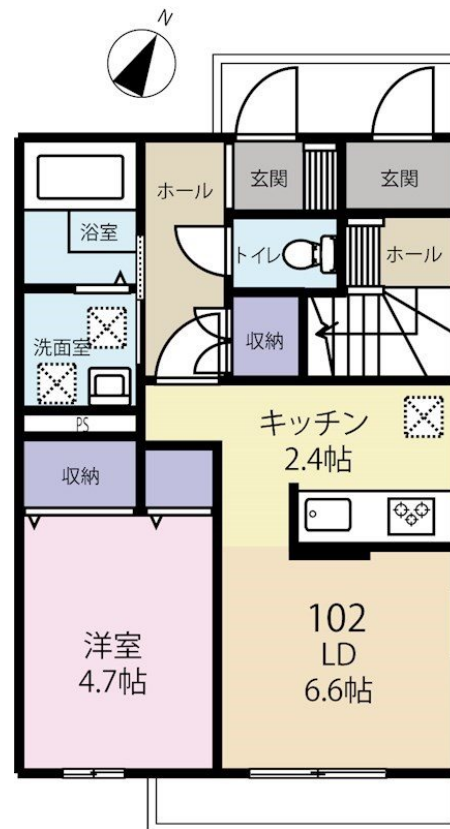 N
玄関
玄関
ホール
浴室
トイレ
ホール
洗面室
収納
PS
キッチン
2.4帖
収納
102
LD
6.6帖
洋室
4.7帖